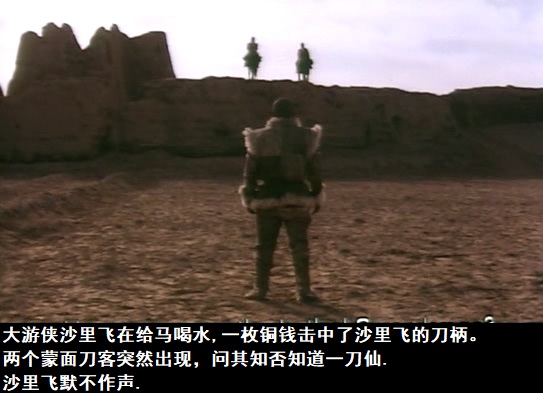 大游侠沙里飞在给马喝水,一枚铜钱击中了沙里飞的刀柄。
两个蒙面刀客突然出现，问其知否知道一刀仙.
沙里飞默不作声.